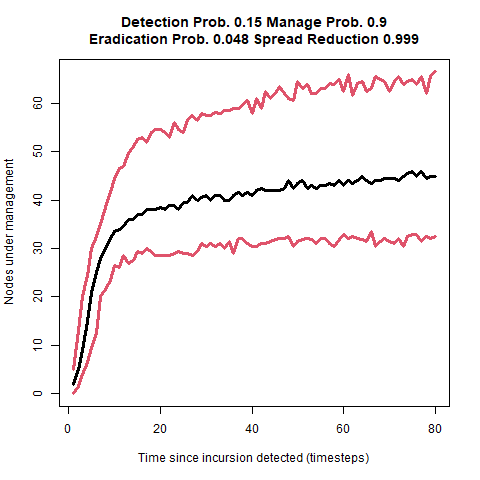 Detection Prob. 0.15 Manage Prob. 0.9
Eradication Prob. 0.048 Spread Reduction 0.999
Nodes under management
60
50
40
30
20
10
0
0 20 40 60 80
Time since incursion detected (timesteps)